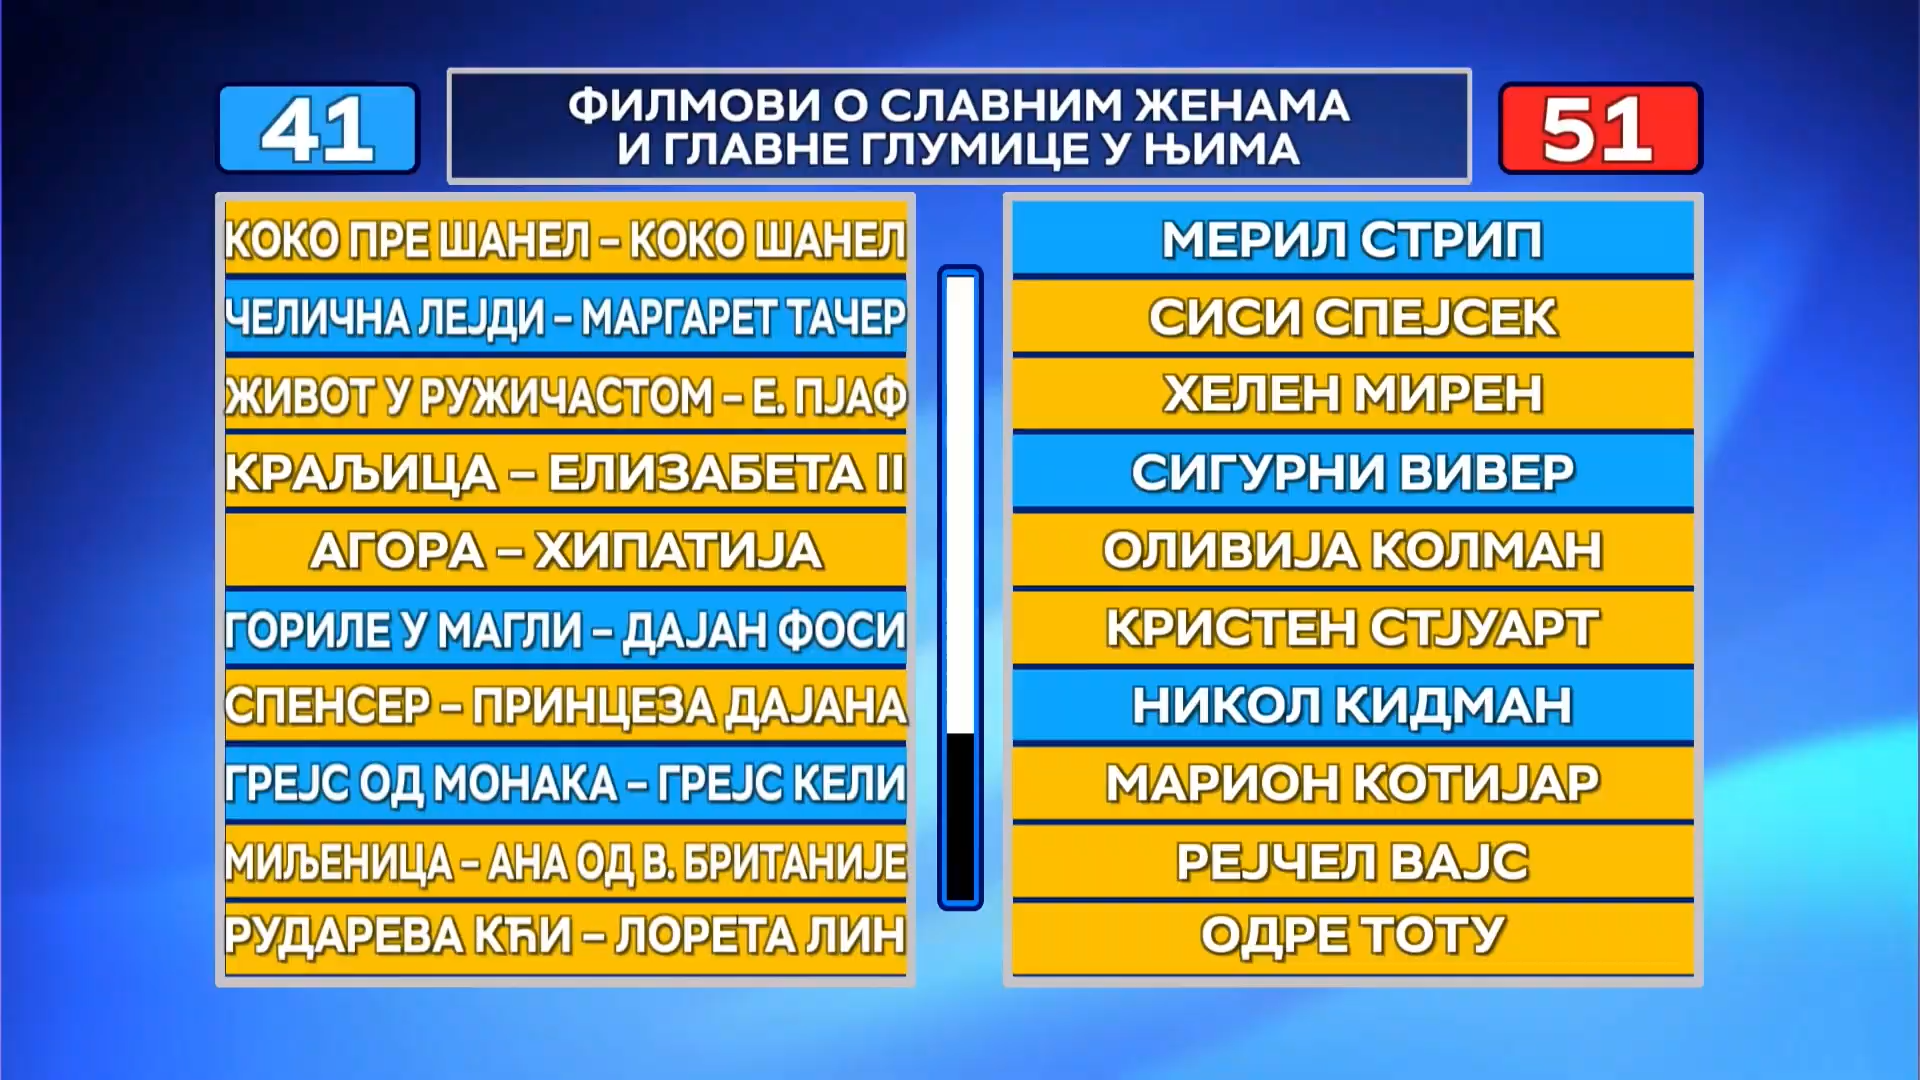 41
ФИЛМОВИ О СЛАВНИМ ЖЕНАМА
И ГЛАВНЕ ГЛУМИЦЕ У ЊИМА
51
КОКО ПРЕ ШАНЕЛ – КОКО ШАНЕЛ
ЧЕЛИЧНА ЛЕЈДИ – МАРГАРЕТ ТАЧЕР
ЖИВОТ У РУЖИЧАСТОМ – Е. ПЈАФ
КРАЉИЦА – ЕЛИЗАБЕТА II
АГОРА – ХИПАТИЈА
ГОРИЛЕ У МАГЛИ – ДАЈАН ФОСИ
СПЕНСЕР – ПРИНЦЕЗА ДАЈАНА
ГРЕЈС ОД МОНАКА – ГРЕЈС КЕЛИ
МИЉЕНИЦА – АНА ОД В. БРИТАНИЈЕ
РУДАРЕВА КЋИ – ЛОРЕТА ЛИН
МЕРИЛ СТРИП
СИСИ СПЕЈСЕК
ХЕЛЕН МИРЕН
СИГУРНИ ВИВЕР
ОЛИВИЈА КОЛМАН
КРИСТЕН СТЈУАРТ
НИКОЛ КИДМАН
МАРИОН КОТИЈАР
РЕЈЧЕЛ ВАЈС
ОДРЕ ТОТУ